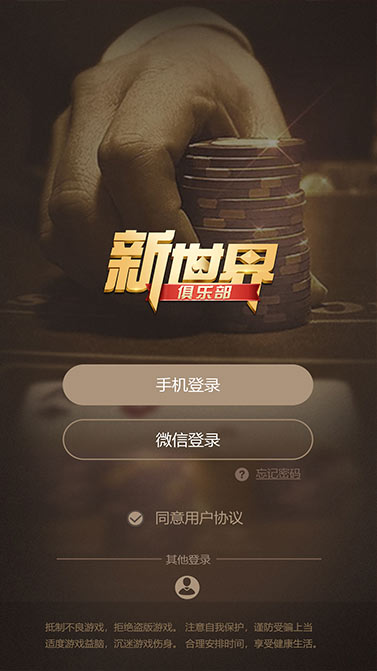 新世界
俱乐部
手机登录
微信登录
? 忘记密码
同意用户协议
其他登录
抵制不良游戏，拒绝盗版游戏。 注意自我保护，谨防受骗上当
适度游戏益脑，沉迷游戏伤身。 合理安排时间，享受健康生活。